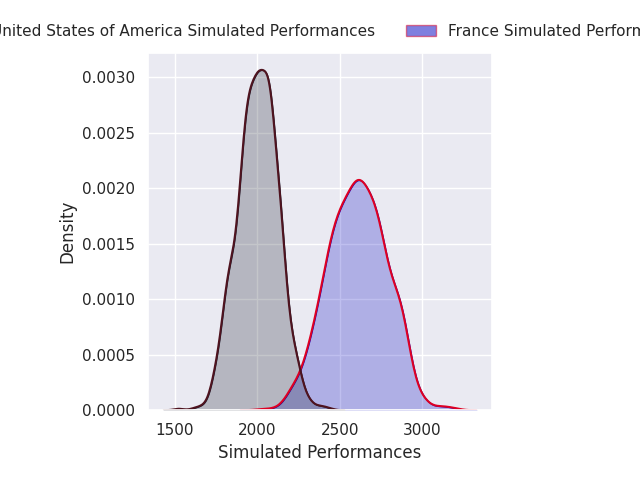 United States of America Simulated Performances France Simulated Perforn
0.0030
0.0025
0.0020
0.0015
0.0010
0.0005
0.0000
Density
1500 2000 2500 3000
Simulated Performances